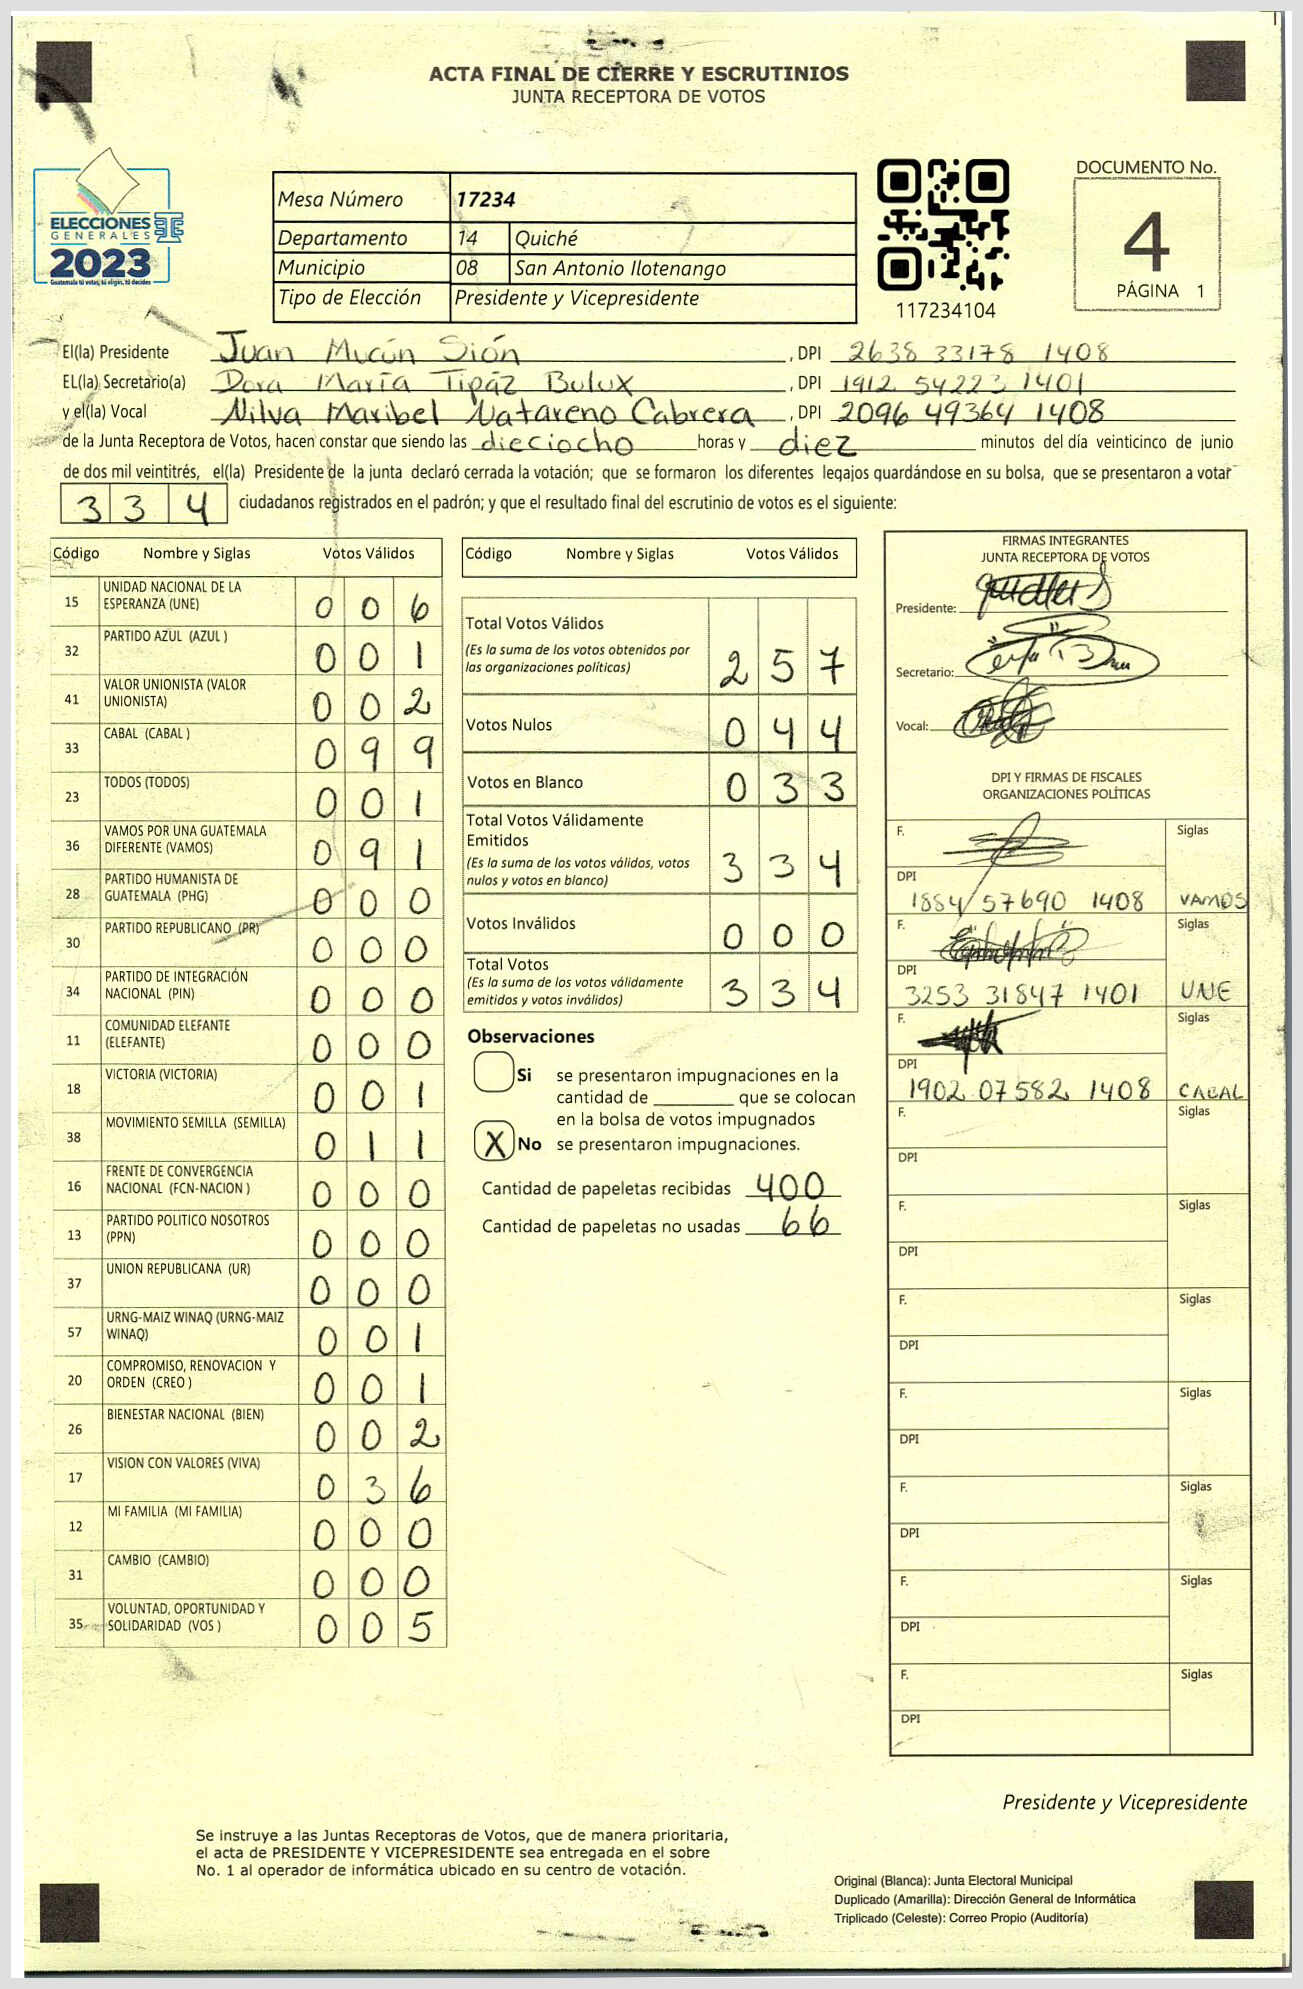 ACTA FINAL DE CIERRE Y ESCRUTINIOS
JUNTA RECEPTORA DE VOTOS
ELECCIONES
GENERALES
2023
Guatemala tú votas, tú eliges, tú decides
Mesa Número 17234
Departamento 14 Quiché
Municipio 08 San Antonio Ilotenango
Tipo de Elección Presidente y Vicepresidente
117234104
DOCUMENTO No.
4
PÁGINA 1
El(la) Presidente Juan Mucún Sión , DPI 2638 33178 1408
EL(la) Secretario(a) Dora María Tipáz Bulux , DPI 1912 54223 1401
y el(la) Vocal Nilva Maribel Natareno Cabrera , DPI 2096 49364 1408
de la Junta Receptora de Votos, hacen constar que siendo las dieciocho horas y diez minutos del día veinticinco de junio
de dos mil veintitrés, el(la) Presidente de la junta declaró cerrada la votación; que se formaron los diferentes legajos guardándose en su bolsa, que se presentaron a votar
334 ciudadanos registrados en el padrón; y que el resultado final del escrutinio de votos es el siguiente:
Código Nombre y Siglas Votos Válidos
15 UNIDAD NACIONAL DE LA ESPERANZA (UNE) 0 0 6
32 PARTIDO AZUL (AZUL ) 0 0 1
41 VALOR UNIONISTA (VALOR UNIONISTA) 0 0 2
33 CABAL (CABAL ) 0 9 9
23 TODOS (TODOS) 0 0 1
36 VAMOS POR UNA GUATEMALA DIFERENTE (VAMOS) 0 9 1
28 PARTIDO HUMANISTA DE GUATEMALA (PHG) 0 0 0
30 PARTIDO REPUBLICANO (PR) 0 0 0
34 PARTIDO DE INTEGRACIÓN NACIONAL (PIN) 0 0 0
11 COMUNIDAD ELEFANTE (ELEFANTE) 0 0 0
18 VICTORIA (VICTORIA) 0 0 1
38 MOVIMIENTO SEMILLA (SEMILLA) 0 1 1
16 FRENTE DE CONVERGENCIA NACIONAL (FCN-NACION ) 0 0 0
13 PARTIDO POLITICO NOSOTROS (PPN) 0 0 0
37 UNION REPUBLICANA (UR) 0 0 0
57 URNG-MAIZ WINAQ (URNG-MAIZ WINAQ) 0 0 1
20 COMPROMISO, RENOVACION Y ORDEN (CREO ) 0 0 1
26 BIENESTAR NACIONAL (BIEN) 0 0 2
17 VISION CON VALORES (VIVA) 0 3 6
12 MI FAMILIA (MI FAMILIA) 0 0 0
31 CAMBIO (CAMBIO) 0 0 0
35 VOLUNTAD, OPORTUNIDAD Y SOLIDARIDAD (VOS ) 0 0 5
Código Nombre y Siglas Votos Válidos
Total Votos Válidos 2 5 7
(Es la suma de los votos obtenidos por
las organizaciones políticas)
Votos Nulos 0 4 4
Votos en Blanco 0 3 3
Total Votos Válidamente
Emitidos 3 3 4
(Es la suma de los votos válidos, votos
nulos y votos en blanco)
Votos Inválidos 0 0 0
Total Votos 3 3 4
(Es la suma de los votos válidamente
emitidos y votos inválidos)
Observaciones
Si se presentaron impugnaciones en la
cantidad de ________ que se colocan
en la bolsa de votos impugnados
X No se presentaron impugnaciones.
Cantidad de papeletas recibidas 400
Cantidad de papeletas no usadas 66
FIRMAS INTEGRANTES
JUNTA RECEPTORA DE VOTOS
Presidente:
Secretario:
Vocal:
DPI Y FIRMAS DE FISCALES
ORGANIZACIONES POLÍTICAS
F. Siglas
DPI
1884 57690 1408 VAMOS
F. Siglas
DPI
3253 31847 1401 UNE
F. Siglas
DPI
1902 07582 1408 CABAL
F. Siglas
DPI
F. Siglas
DPI
F. Siglas
DPI
F. Siglas
DPI
F. Siglas
DPI
F. Siglas
DPI
F. Siglas
DPI
Presidente y Vicepresidente
Se instruye a las Juntas Receptoras de Votos, que de manera prioritaria,
el acta de PRESIDENTE Y VICEPRESIDENTE sea entregada en el sobre
No. 1 al operador de informática ubicado en su centro de votación.
Original (Blanca): Junta Electoral Municipal
Duplicado (Amarilla): Dirección General de Informática
Triplicado (Celeste): Correo Propio (Auditoría)